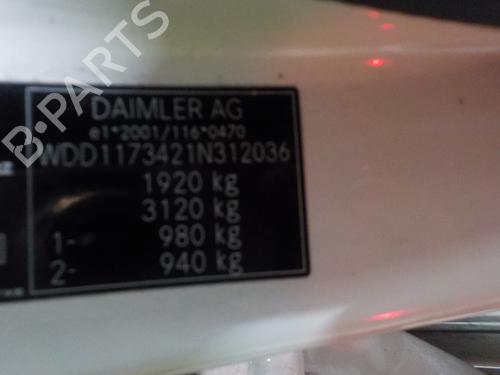 B-PARTS
DAIMLER AG
e1*2001/116*0470
WDD1173421N312036
1920 kg
3120 kg
1- 980 kg
2- 940 kg